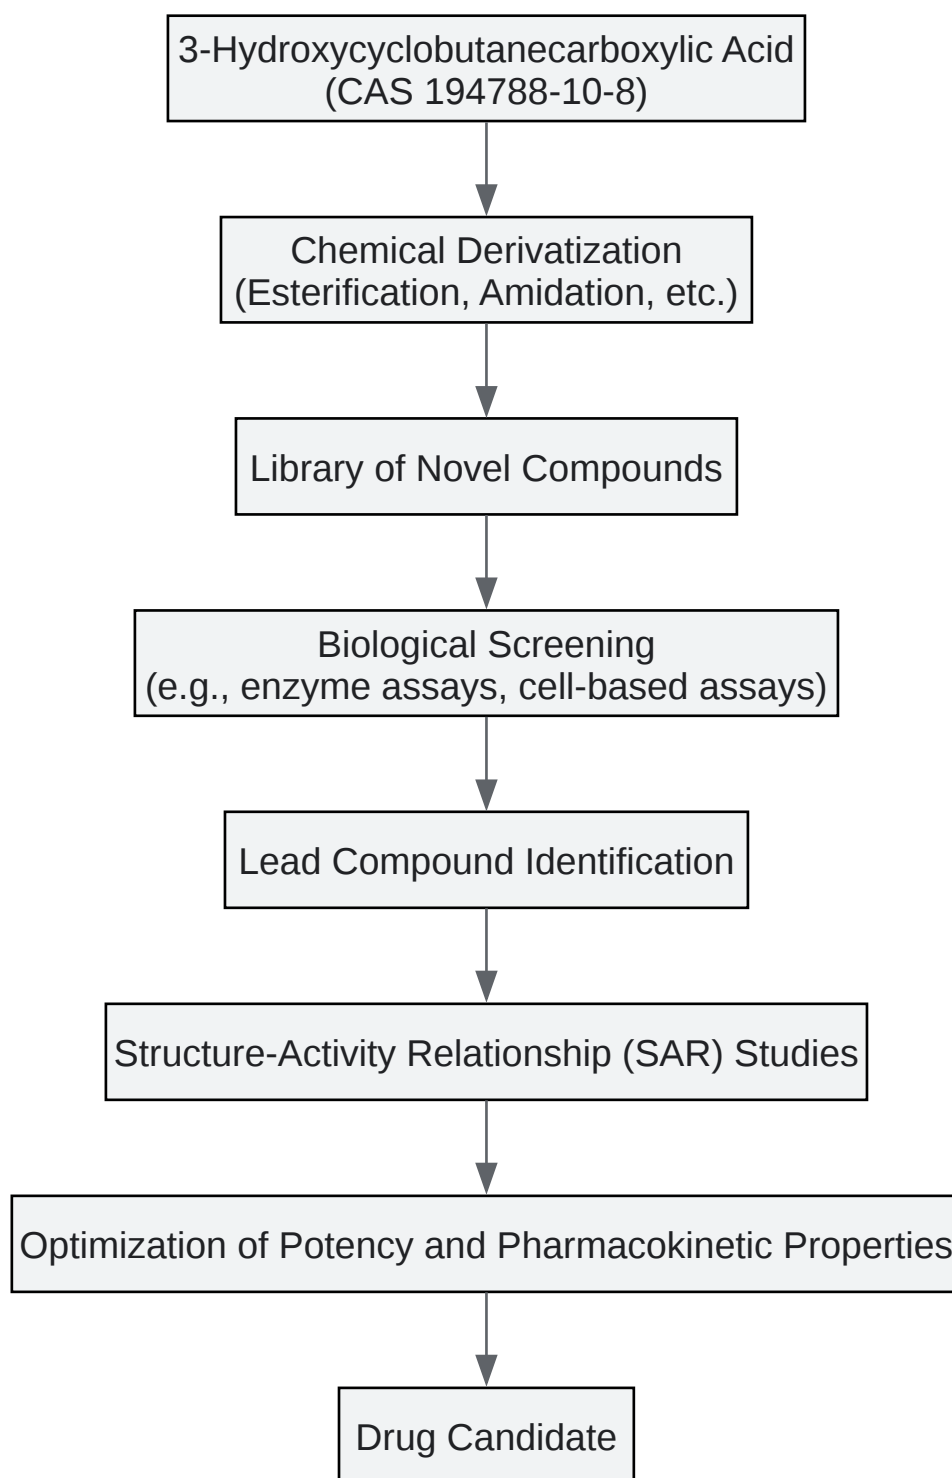 3-Hydroxycyclobutanecarboxylic Acid
(CAS 194788-10-8)
Chemical Derivatization
(Esterification, Amidation, etc.)
Library of Novel Compounds
Biological Screening
(e.g., enzyme assays, cell-based assays)
Lead Compound Identification
Structure-Activity Relationship (SAR) Studies
Optimization of Potency and Pharmacokinetic Properties
Drug Candidate